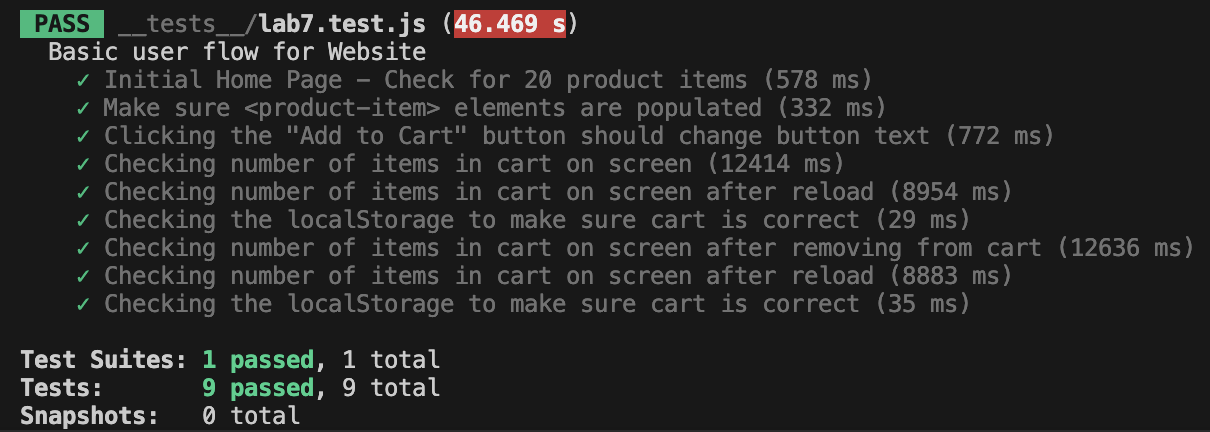 PASS __tests__/lab7.test.js (46.469 s)
Basic user flow for Website
✓ Initial Home Page – Check for 20 product items (578 ms)
✓ Make sure <product-item> elements are populated (332 ms)
✓ Clicking the "Add to Cart" button should change button text (772 ms)
✓ Checking number of items in cart on screen (12414 ms)
✓ Checking number of items in cart on screen after reload (8954 ms)
✓ Checking the localStorage to make sure cart is correct (29 ms)
✓ Checking number of items in cart on screen after removing from cart (12636 ms)
✓ Checking number of items in cart on screen after reload (8883 ms)
✓ Checking the localStorage to make sure cart is correct (35 ms)
Test Suites: 1 passed, 1 total
Tests: 9 passed, 9 total
Snapshots: 0 total